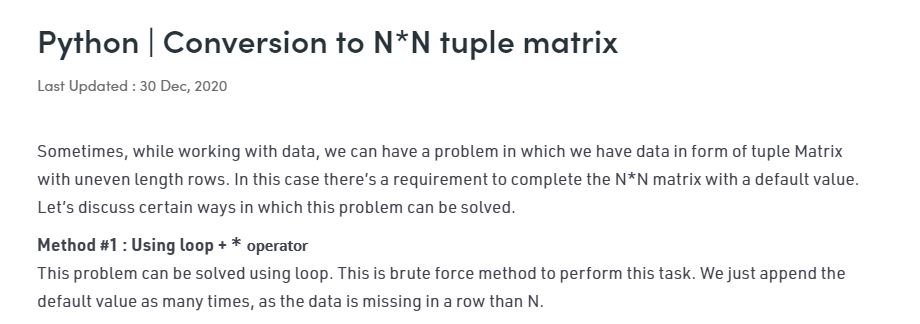 Python | Conversion to N*N tuple matrix
Last Updated : 30 Dec, 2020
Sometimes, while working with data, we can have a problem in which we have data in form of tuple Matrix
with uneven length rows. In this case there’s a requirement to complete the N*N matrix with a default value.
Let’s discuss certain ways in which this problem can be solved.
Method #1 : Using loop + * operator
This problem can be solved using loop. This is brute force method to perform this task. We just append the
default value as many times, as the data is missing in a row than N.